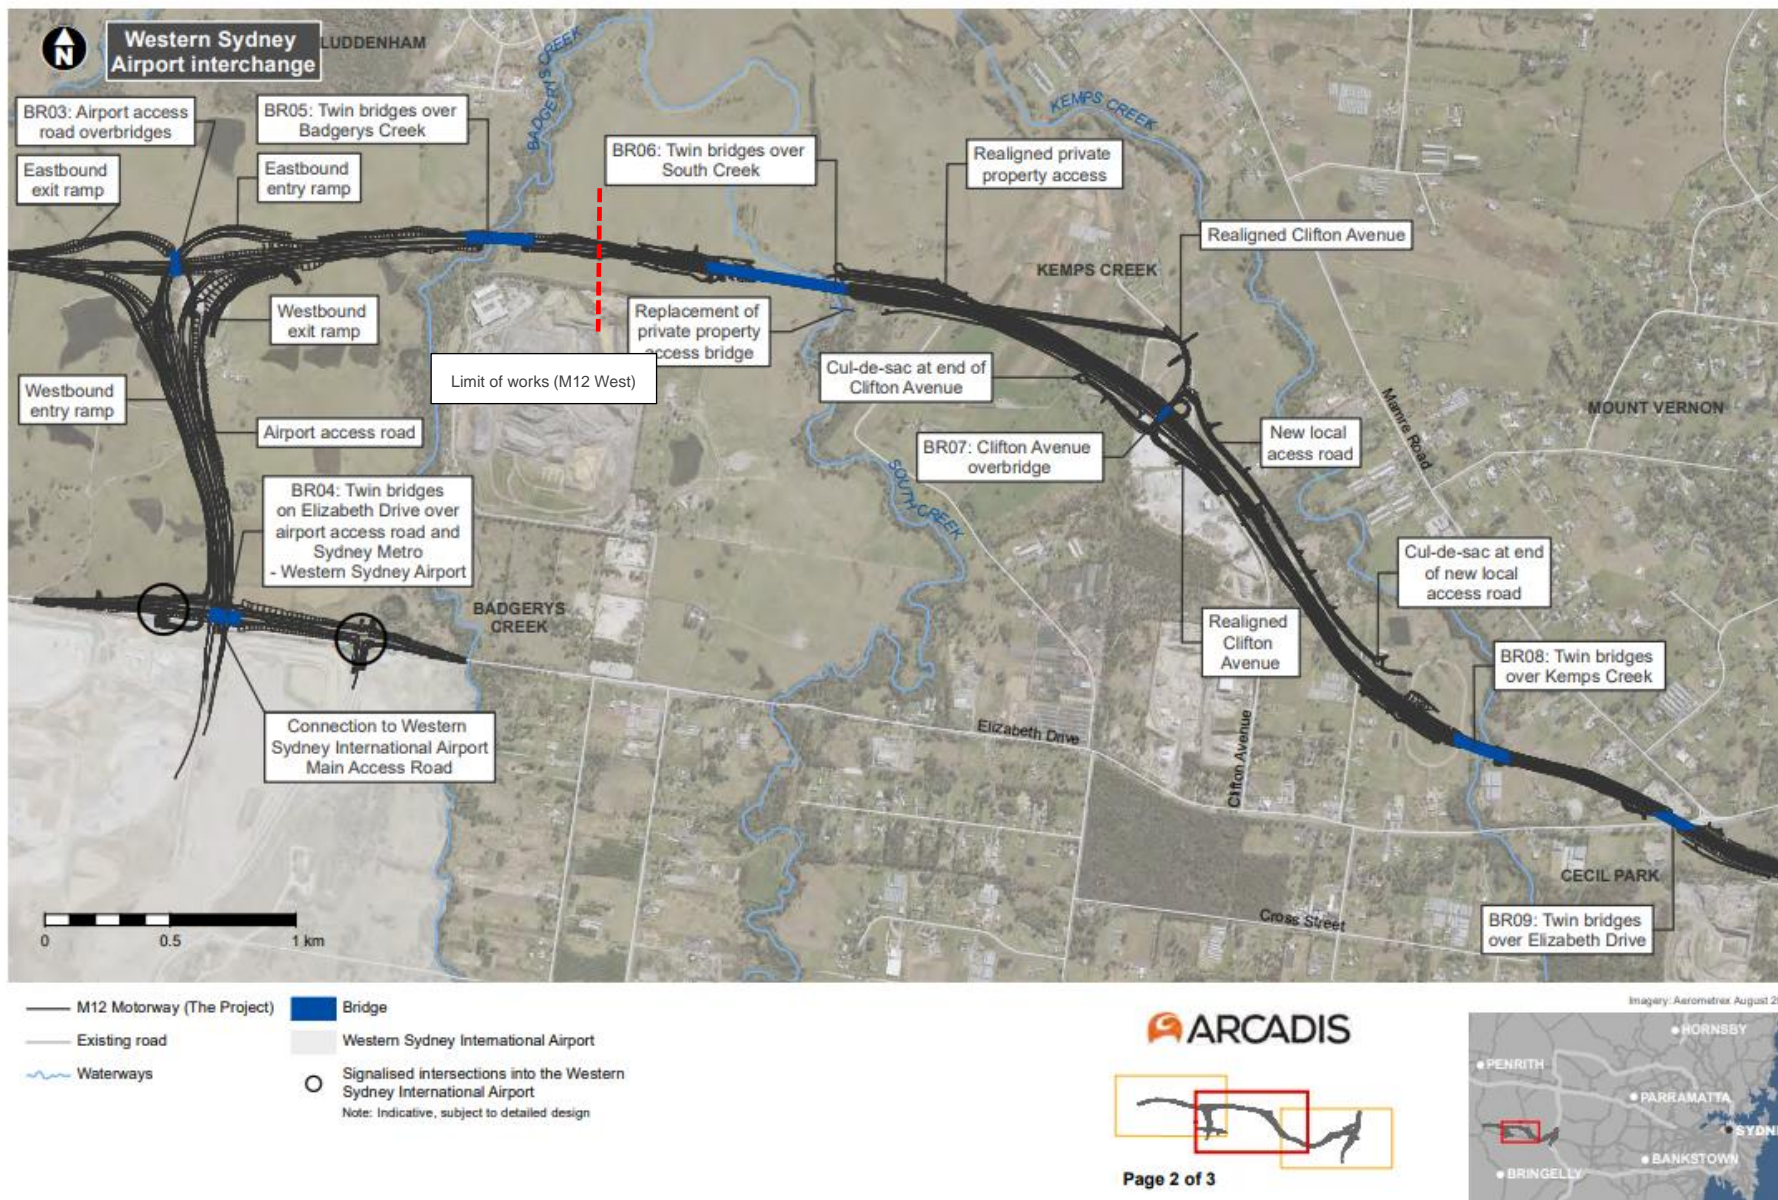 N
Western Sydney
Airport interchange
LUDDENHAM
BR03: Airport access
road overbridges
BR05: Twin bridges over
Badgerys Creek
BADGERYS CREEK
KEMPS CREEK
BR06: Twin bridges over
South Creek
Realigned private
property access
Eastbound
exit ramp
Eastbound
entry ramp
Realigned Clifton Avenue
KEMPS CREEK
Westbound
exit ramp
Replacement of
private property
access bridge
Limit of works (M12 West)
Cul-de-sac at end of
Clifton Avenue
Westbound
entry ramp
Mamre Road
MOUNT VERNON
Airport access road
BR07: Clifton Avenue
overbridge
New local
acess road
SOUTH CREEK
BR04: Twin bridges
on Elizabeth Drive over
airport access road and
Sydney Metro
- Western Sydney Airport
Cul-de-sac at end
of new local
access road
BADGERYS
CREEK
Realigned
Clifton
Avenue
BR08: Twin bridges
over Kemps Creek
Connection to Western
Sydney International Airport
Main Access Road
Elizabeth Drive
Clifton Avenue
CECIL PARK
Cross Street
BR09: Twin bridges
over Elizabeth Drive
0 0.5 1 km
M12 Motorway (The Project)
Existing road
Waterways
Bridge
Western Sydney International Airport
Signalised intersections into the Western
Sydney International Airport
Note: Indicative, subject to detailed design
ARCADIS
Page 2 of 3
Imagery: Aerometrex August 2
HORNSBY
PENRITH
PARRAMATTA
SYDN
BANKSTOWN
BRINGELLY